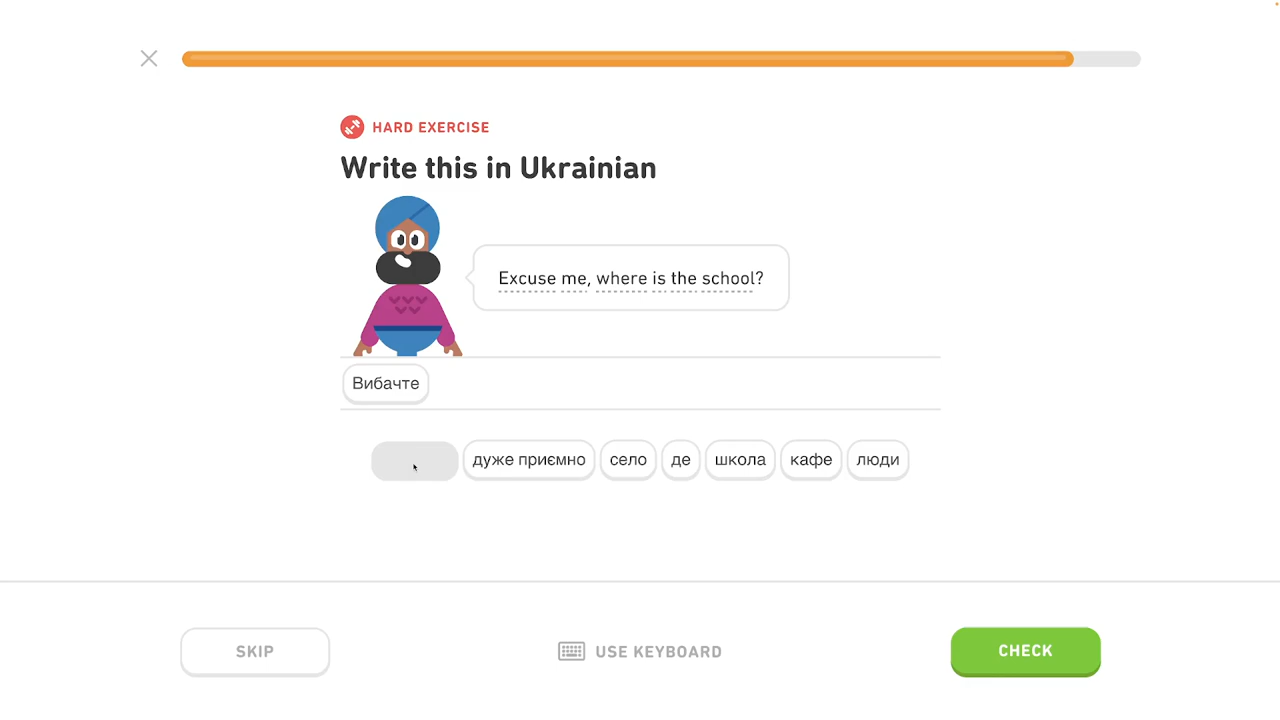 HARD EXERCISE
Write this in Ukrainian
Excuse me, where is the school?
Вибачте
дуже приємно село де школа кафе люди
SKIP USE KEYBOARD CHECK